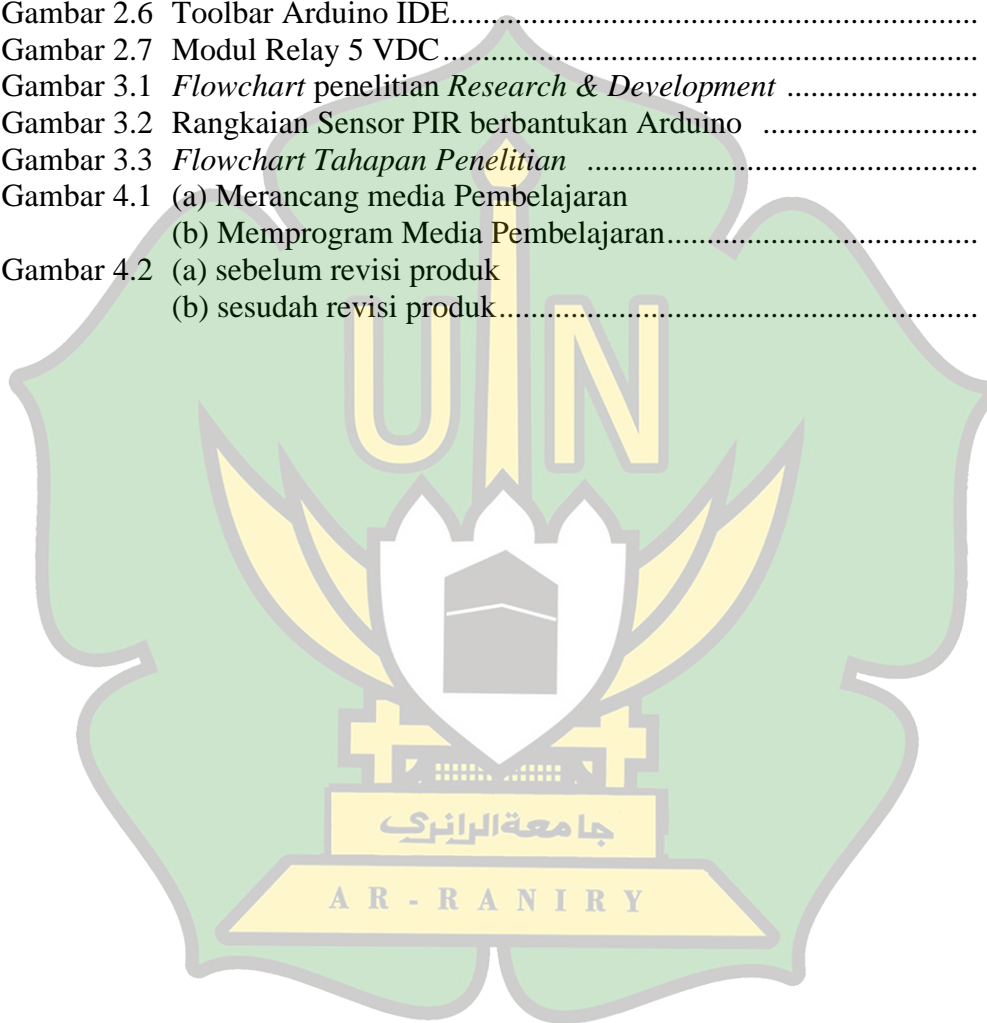 Gambar 2.6 Toolbar Arduino IDE..................................................................
Gambar 2.7 Modul Relay 5 VDC...................................................................
Gambar 3.1 Flowchart penelitian Research & Development ........................
Gambar 3.2 Rangkaian Sensor PIR berbantukan Arduino ...........................
Gambar 3.3 Flowchart Tahapan Penelitian .................................................
Gambar 4.1 (a) Merancang media Pembelajaran
(b) Memprogram Media Pembelajaran.......................................
Gambar 4.2 (a) sebelum revisi produk
(b) sesudah revisi produk............................................................
UIN
جامعة الرانري
AR-RANIRY